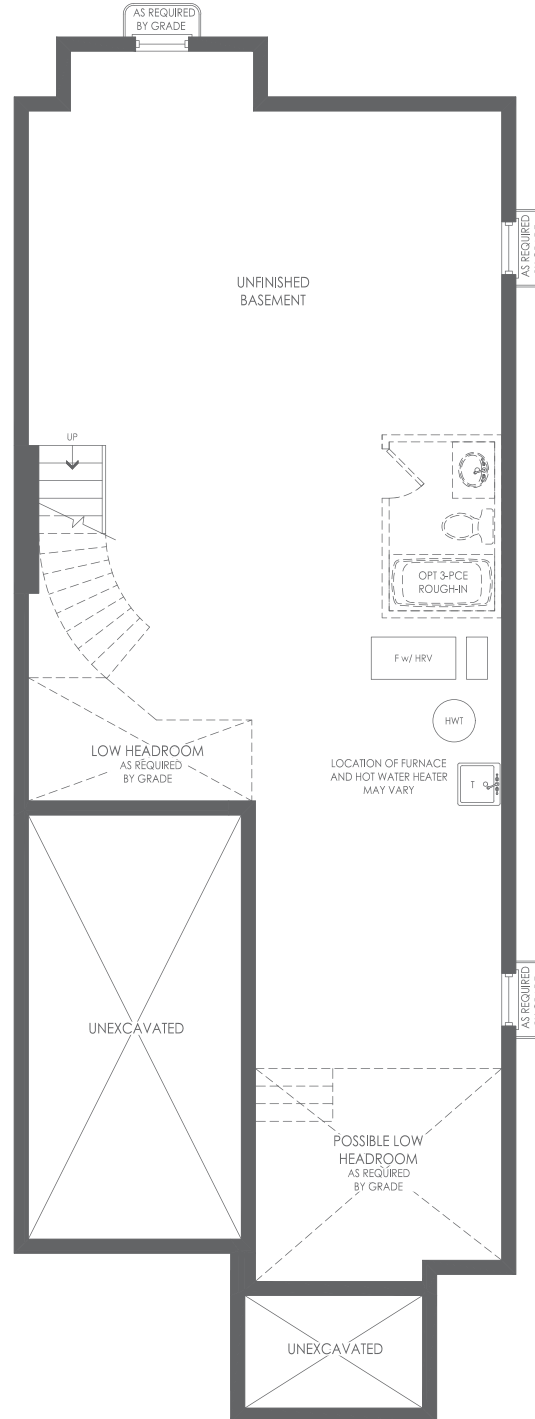 AS REQUIRED
BY GRADE
AS REQUIRED
UNFINISHED
BASEMENT
UP
OPT 3-PCE
ROUGH-IN
F w/ HRV
HWT
LOW HEADROOM
AS REQUIRED
BY GRADE
LOCATION OF FURNACE
AND HOT WATER HEATER
MAY VARY
T
AS REQUIRED
UNEXCAVATED
POSSIBLE LOW
HEADROOM
AS REQUIRED
BY GRADE
UNEXCAVATED